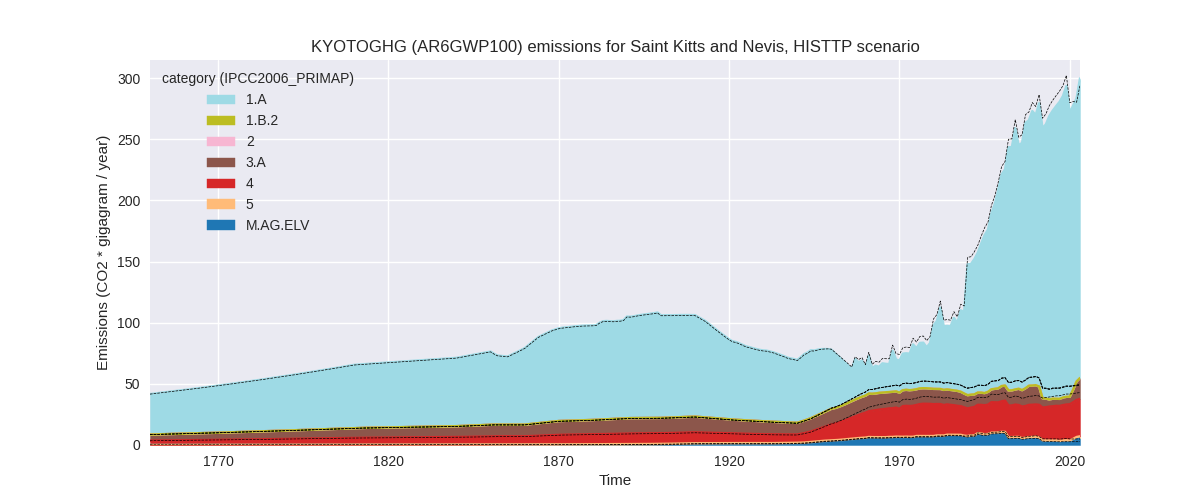 KYOTOGHG (AR6GWP100) emissions for Saint Kitts and Nevis, HISTTP scenario
category (IPCC2006_PRIMAP)
1.A
1.B.2
2
3.A
4
5
M.AG.ELV
Emissions (CO2 * gigagram / year)
300
250
200
150
100
50
0
1770 1820 1870 1920 1970 2020
Time